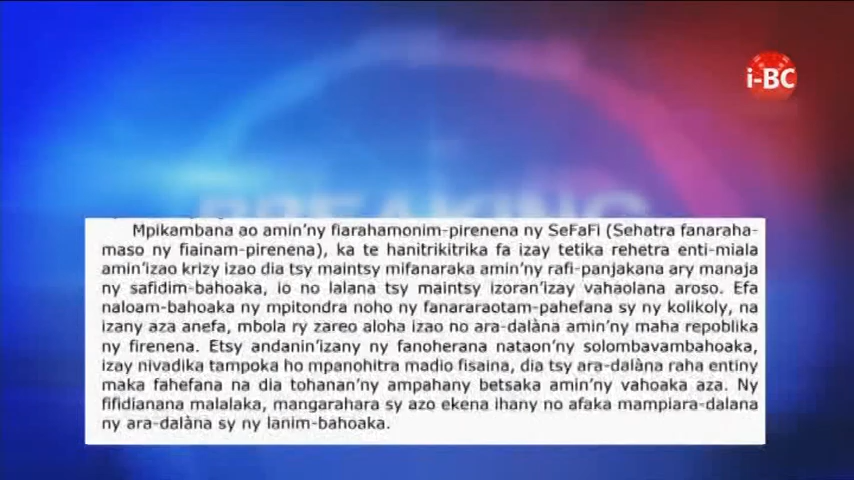 i-BC
BREAKING
Mpikambana ao amin'ny fiarahamonim-pirenena ny SeFaFi (Sehatra fanaraha-
maso ny fiainam-pirenena), ka te hanitrikitrika fa izay tetika rehetra enti-miala
amin'izao krizy izao dia tsy maintsy mifanaraka amin'ny rafi-panjakana ary manaja
ny safidim-bahoaka, io no lalana tsy maintsy izoran'izay vahaolana aroso. Efa
naloam-bahoaka ny mpitondra noho ny fanararaotam-pahefana sy ny kolikoly, na
izany aza anefa, mbola ry zareo aloha izao no ara-dalàna amin'ny maha repoblika
ny firenena. Etsy andanin'izany ny fanoherana nataon'ny solombavambahoaka,
izay nivadika tampoka ho mpanohitra madio fisaina, dia tsy ara-dalàna raha entiny
maka fahefana na dia tohanan'ny ampahany betsaka amin'ny vahoaka aza. Ny
fifidianana malalaka, mangarahara sy azo ekena ihany no afaka mampiara-dalana
ny ara-dalàna sy ny lanim-bahoaka.